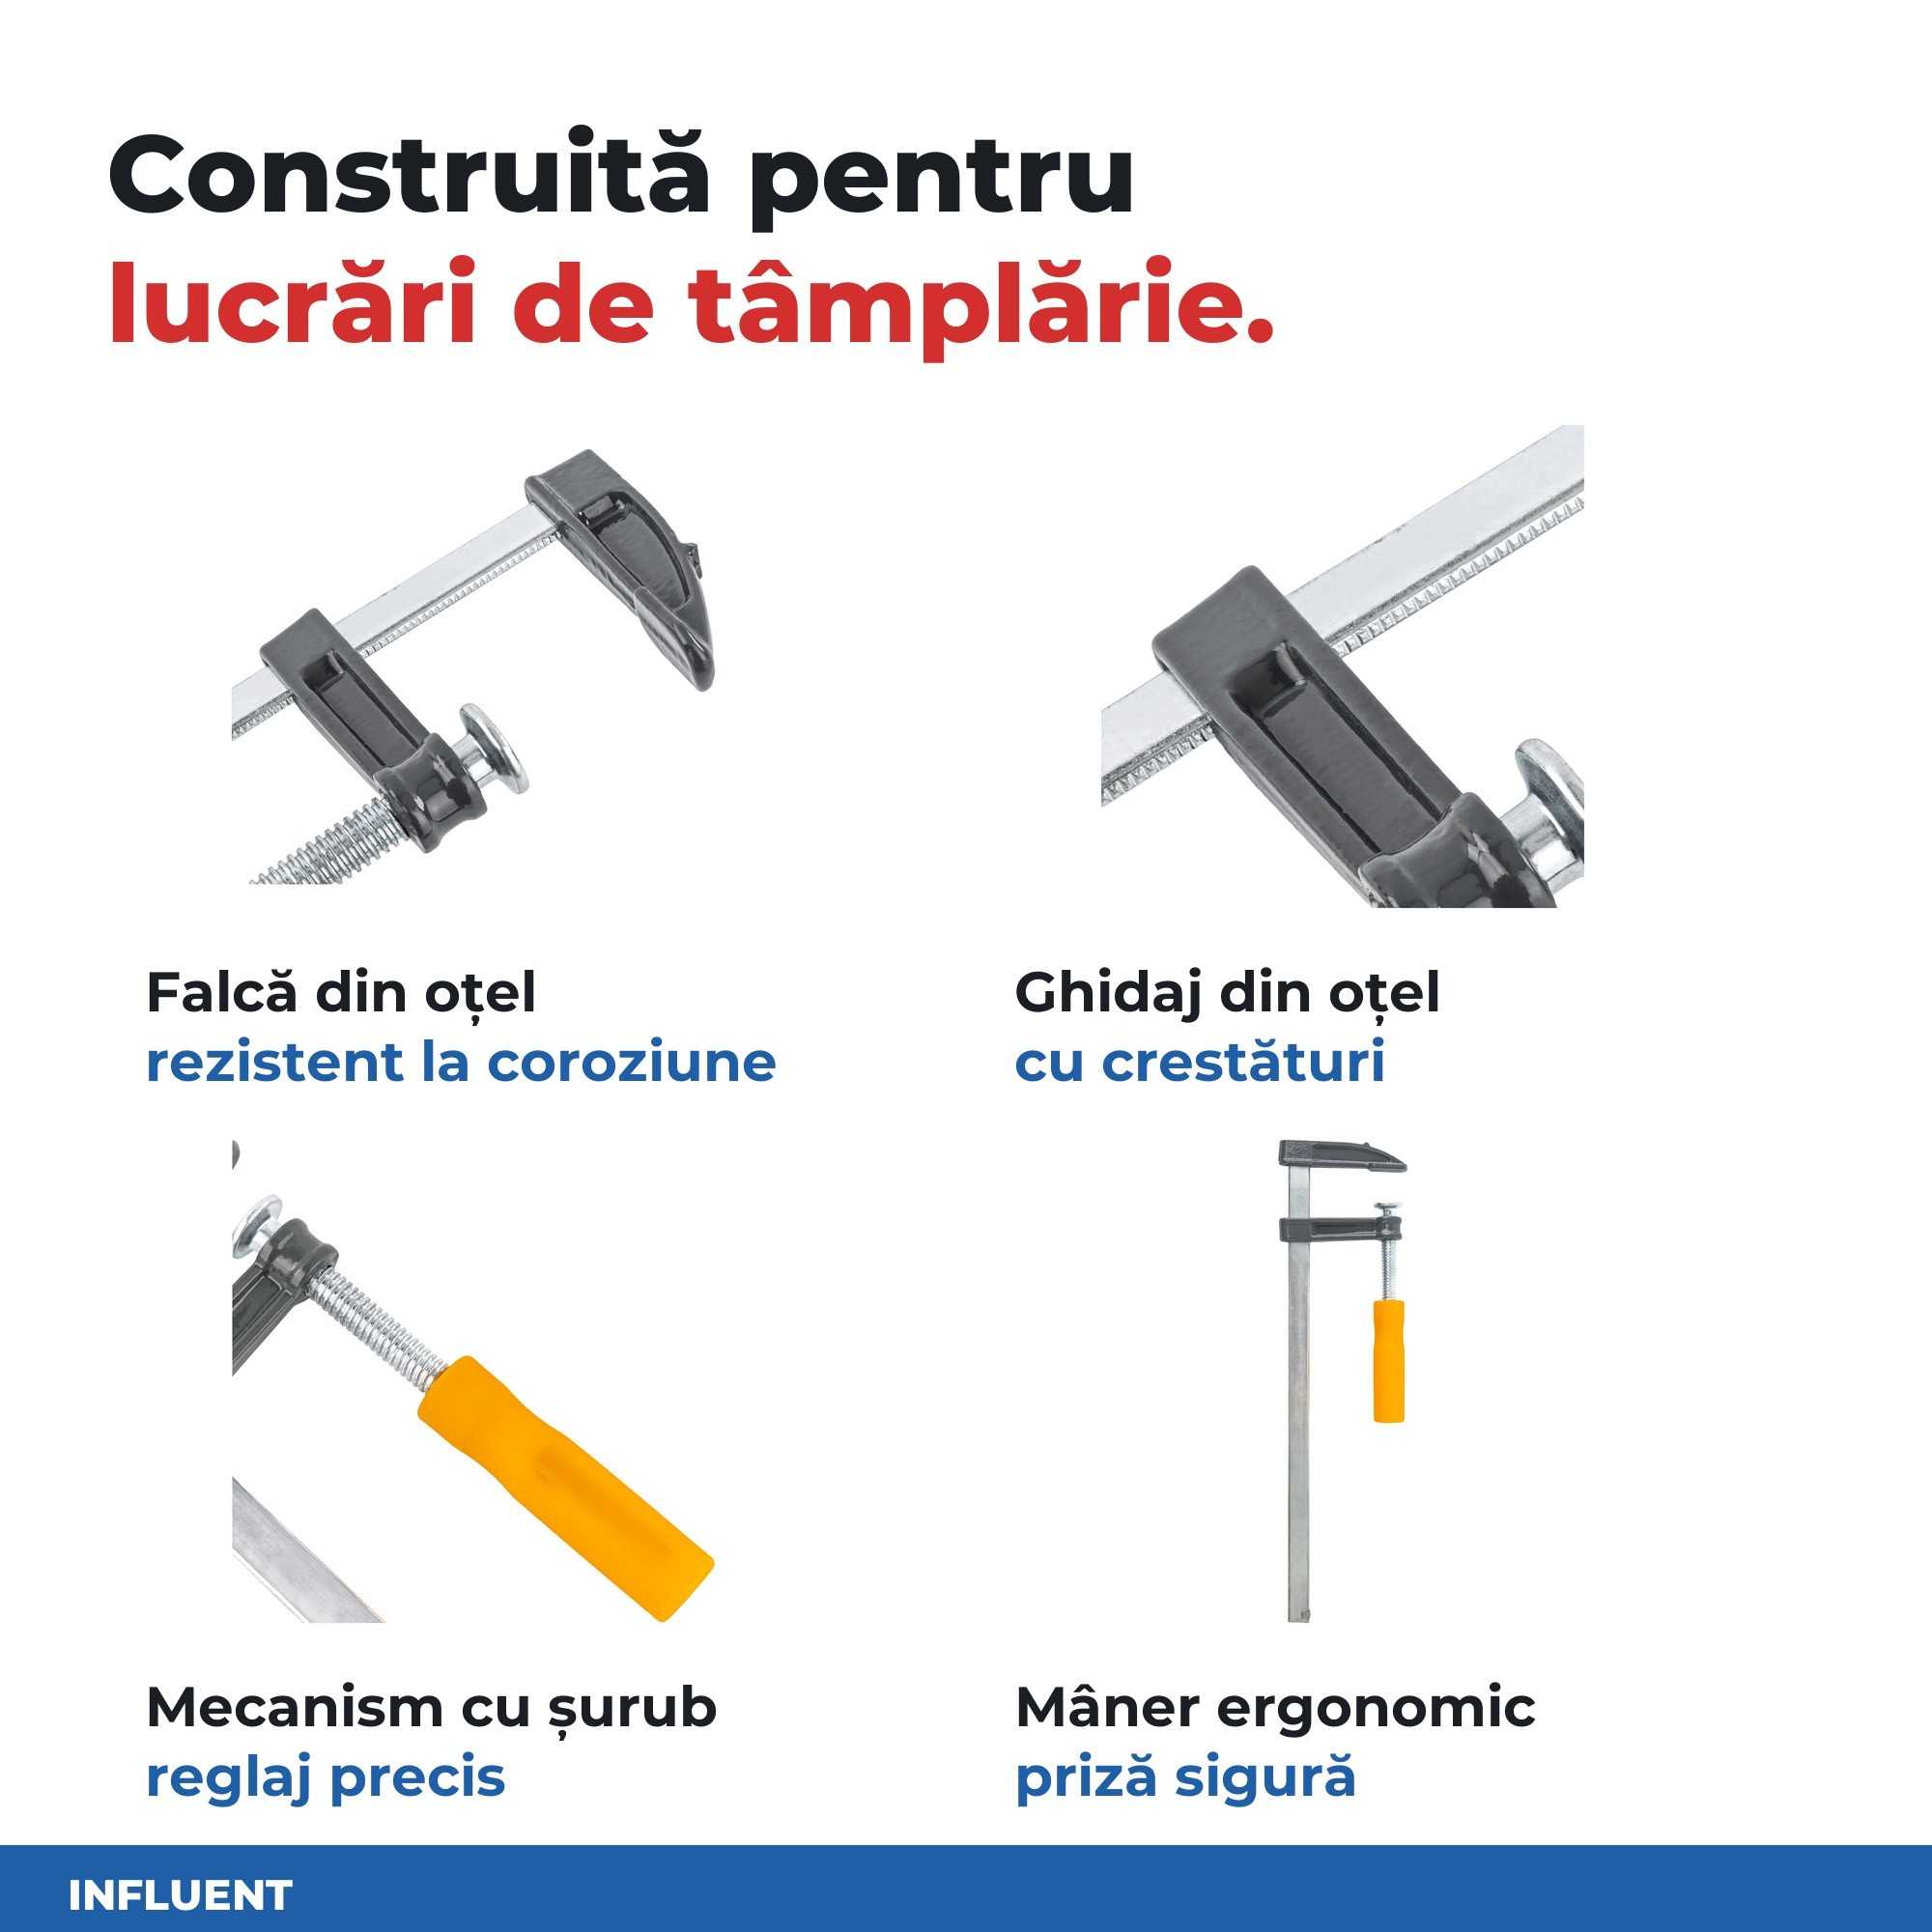 Construită pentru
lucrări de tâmplărie.
Falcă din oțel
rezistent la coroziune
Ghidaj din oțel
cu crestături
Mecanism cu șurub
reglaj precis
Mâner ergonomic
priză sigură
INFLUENT